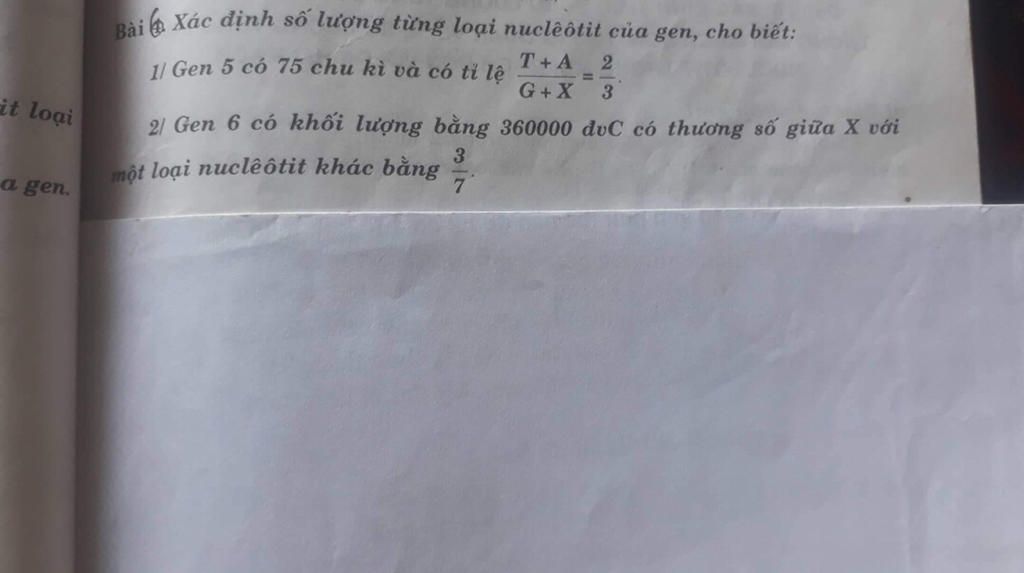 Bài Xác định số lượng từng loại nuclêôtit của gen, cho biết:
1/ Gen 5 có 75 chu kì và có tỉ lệ T + A / G + X = 2 / 3.
it loại
2/ Gen 6 có khối lượng bằng 360000 đvC có thương số giữa X với
một loại nuclêôtit khác bằng 3 / 7.
a gen.